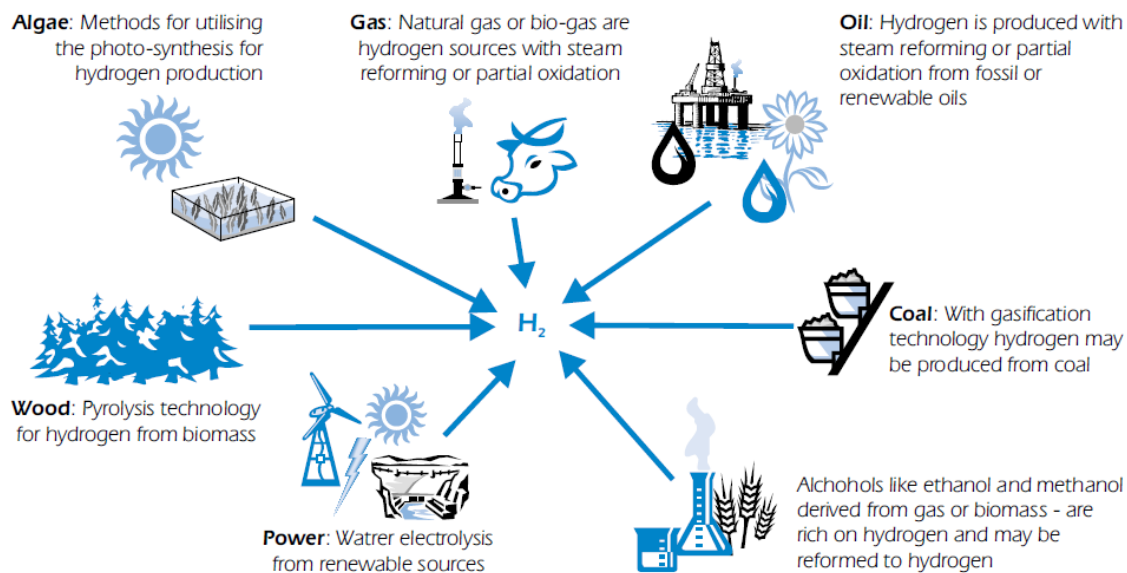 Algae: Methods for utilising
the photo-synthesis for
hydrogen production
Gas: Natural gas or bio-gas are
hydrogen sources with steam
reforming or partial oxidation
Oil: Hydrogen is produced with
steam reforming or partial
oxidation from fossil or
renewable oils
H2
Coal: With gasification
technology hydrogen may
be produced from coal
Wood: Pyrolysis technology
for hydrogen from biomass
Power: Watrer electrolysis
from renewable sources
Alchohols like ethanol and methanol
derived from gas or biomass - are
rich on hydrogen and may be
reformed to hydrogen